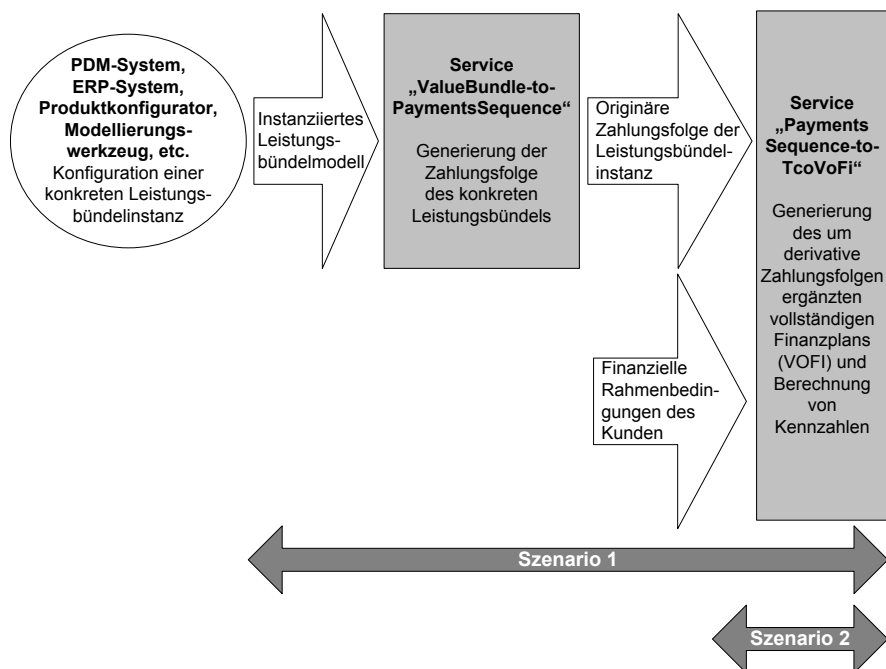 PDM-System,
ERP-System,
Produktkonfigurator,
Modellierungs-
werkzeug, etc.
Konfiguration einer
konkreten Leistungs-
bündelinstanz
Instanziiertes
Leistungs-
bündelmodell
Service
„ValueBundle-to-
PaymentsSequence“
Generierung der
Zahlungsfolge
des konkreten
Leistungsbündels
Originäre
Zahlungsfolge der
Leistungsbündel-
instanz
Finanzielle
Rahmenbedin-
gungen des
Kunden
Service
„Payments
Sequence-to-
TcoVoFi“
Generierung
des um
derivative
Zahlungsfolgen
ergänzten
vollständigen
Finanzplans
(VOFI) und
Berechnung
von
Kennzahlen
Szenario 1
Szenario 2